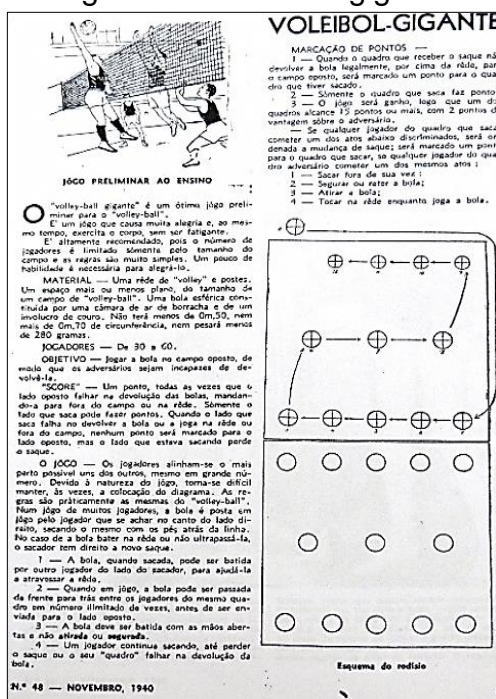 VOLEIBOL-GIGANTE
JÔGO PRELIMINAR AO ENSINO
O "volley-ball gigante" é um ótimo jôgo preli-
minar para o "volley-ball".
E' um jôgo que causa muita alegria e, ao mes-
mo tempo, exercita o corpo, sem ser fatigante.
E' altamente recomendado, pois o número de
jogadores é limitado sòmente pelo tamanho do
campo e as regras são muito simples. Um pouco de
habilidade é necessária para alegrá-lo.
MATERIAL — Uma rêde de "volley" e postes.
Um espaço mais ou menos plano, do tamanho de
um campo de "volley-ball". Uma bola esférica cons-
tituida por uma câmara de ar de borracha e de um
involucro de couro. Não terá menos de 0m,50, nem
mais de 0m,70 de circunferência, nem pesará menos
de 280 gramas.
JOGADORES — De 30 a 60.
OBJETIVO — Jogar a bola no campo oposto, de
modo que os adversários sejam incapazes de de-
volvê-la.
"SCORE" — Um ponto, todas as vezes que o
lado oposto falhar na devolução das bolas, mandan-
do-a para fora do campo ou na rêde. Sòmente o
lado que saca pode fazer pontos. Quando o lado que
saca falha no devolver a bola ou a joga na rêde ou
fora do campo, nenhum ponto será marcado para o
lado oposto, mas o lado que estava sacando perde
o saque.
O JÔGO — Os jogadores alinham-se o mais
perto possível uns dos outros, mesmo em grande nú-
mero. Devido à natureza do jôgo, torna-se difícil
manter, às vezes, a colocação do diagrama. As re-
gras são pràticamente as mesmas do "volley-ball".
Num jôgo de muitos jogadores, a bola é posta em
jôgo pelo jogador que se achar no canto do lado di-
reito, sacando o mesmo com os pés atrás da linha.
No caso de a bola bater na rêde ou não ultrapassá-la,
o sacador tem direito a novo saque.
1 — A bola, quando sacada, pode ser batida
por outro jogador do lado do sacador, para ajudá-la
a atravessar a rêde.
2 — Quando em jôgo, a bola pode ser passada
da frente para trás entre os jogadores do mesmo qua-
dro em número ilimitado de vezes, antes de ser en-
viada para o lado oposto.
3 — A bola deve ser batida com as mãos aber-
tas e não atirada ou segurada.
4 — Um jogador continua sacando, até perder
o saque ou o seu "quadro" falhar na devolução da
bola.
N.º 48 — NOVEMBRO, 1940
MARCAÇÃO DE PONTOS —
1 — Quando o quadro que receber o saque nã
devolver a bola legalmente, por cima da rêde, par
o campo oposto, será marcado um ponto para o qua
dro que tiver sacado.
2 — Sòmente o quadro que saca faz ponto
3 — O jôgo será ganho, logo que um do
quadros alcance 15 pontos ou mais, com 2 pontos d
vantagem sôbre o adversário.
— Se qualquer jogador do quadro que saca
cometer um dos atos abaixo discriminados, será or
denada a mudança de saque; será marcado um pont
para o quadro que sacar, se qualquer jogador do qua
dro adversário cometer um dos mesmos atos:
1 — Sacar fora de sua vez;
2 — Segurar ou reter a bola;
3 — Atirar a bola;
4 — Tocar na rêde enquanto joga a bola.
Esquema do rodísio